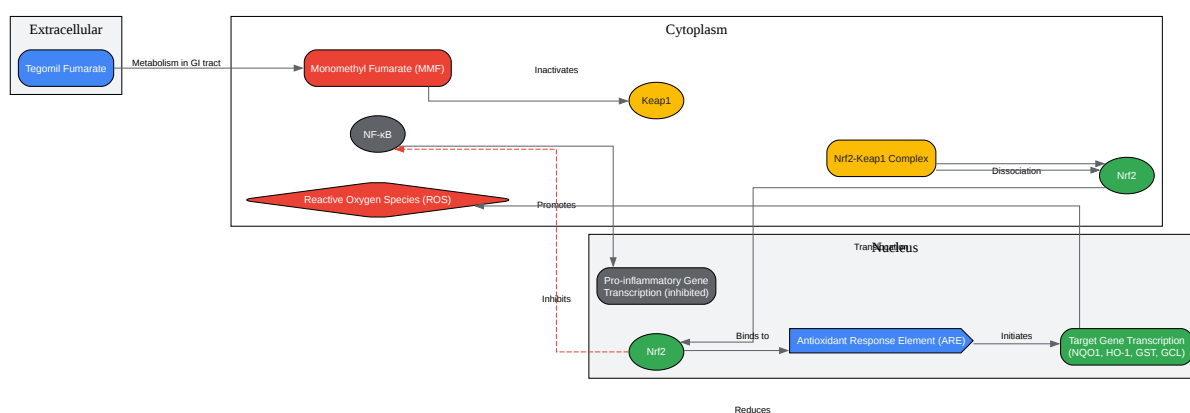 Extracellular
Cytoplasm
Tegomil Fumarate
Metabolism in GI tract
Monomethyl Fumarate (MMF)
Inactivates
Keap1
NF-κB
Nrf2-Keap1 Complex
Dissociation
Nrf2
Reactive Oxygen Species (ROS)
Promotes
Translocation
Nucleus
Pro-inflammatory Gene
Transcription (inhibited)
Inhibits
Nrf2
Binds to
Antioxidant Response Element (ARE)
Initiates
Target Gene Transcription
(NQO1, HO-1, GST, GCL)
Reduces